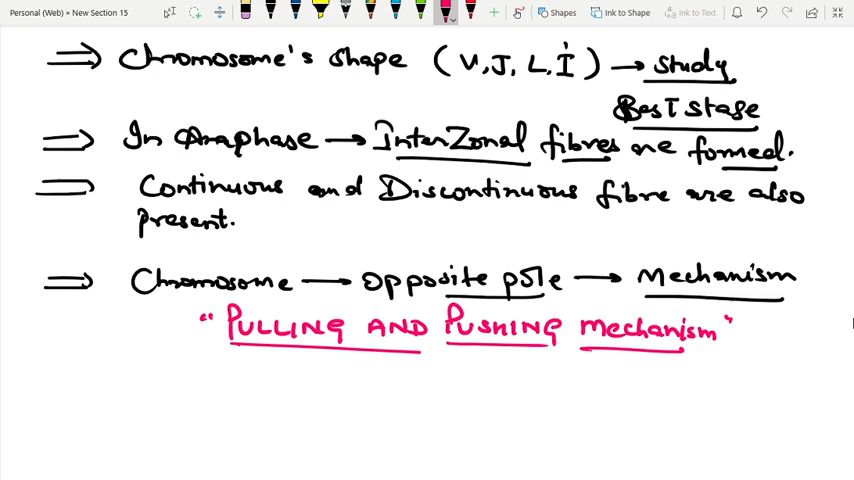 Personal (Web) » New Section 15
Shapes
Ink to Shape
Ink to Text
⇒ Chromosome's shape (V, J, L, I) → study
Best stage
⇒ In Anaphase → InterZonal fibres are formed.
⇒ Continuous and Discontinuous fibre are also
present.
⇒ Chromosome → opposite pole → Mechanism
"PULLING AND PUSHING mechanism"